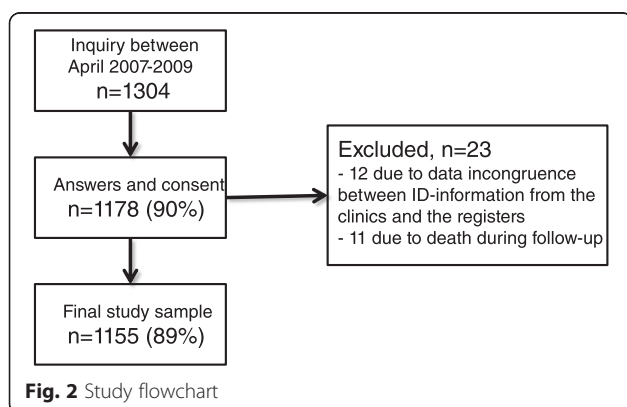 Inquiry between
April 2007-2009
n=1304
Answers and consent
n=1178 (90%)
Excluded, n=23
- 12 due to data incongruence
between ID-information from the
clinics and the registers
- 11 due to death during follow-up
Final study sample
n=1155 (89%)
Fig. 2 Study flowchart